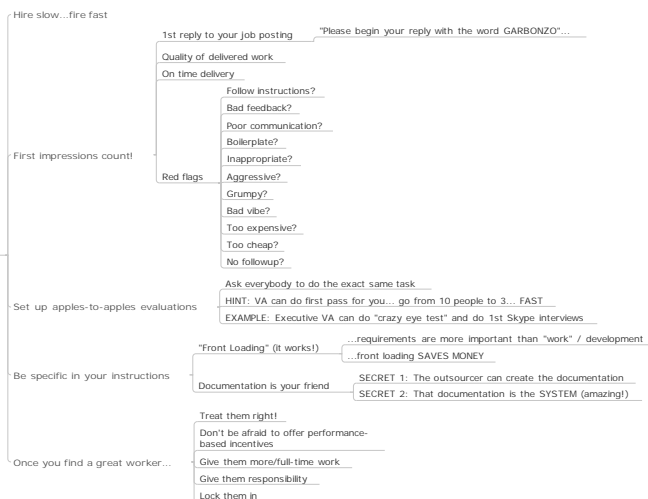 Hire slow...fire fast
First impressions count!
1st reply to your job posting
"Please begin your reply with the word GARBONZO"...
Quality of delivered work
On time delivery
Red flags
Follow instructions?
Bad feedback?
Poor communication?
Boilerplate?
Inappropriate?
Aggressive?
Grumpy?
Bad vibe?
Too expensive?
Too cheap?
No followup?
Set up apples-to-apples evaluations
Ask everybody to do the exact same task
HINT: VA can do first pass for you... go from 10 people to 3... FAST
EXAMPLE: Executive VA can do "crazy eye test" and do 1st Skype interviews
Be specific in your instructions
"Front Loading" (it works!)
...requirements are more important than "work" / development
...front loading SAVES MONEY
Documentation is your friend
SECRET 1: The outsourcer can create the documentation
SECRET 2: That documentation is the SYSTEM (amazing!)
Once you find a great worker...
Treat them right!
Don't be afraid to offer performance-
based incentives
Give them more/full-time work
Give them responsibility
Lock them in